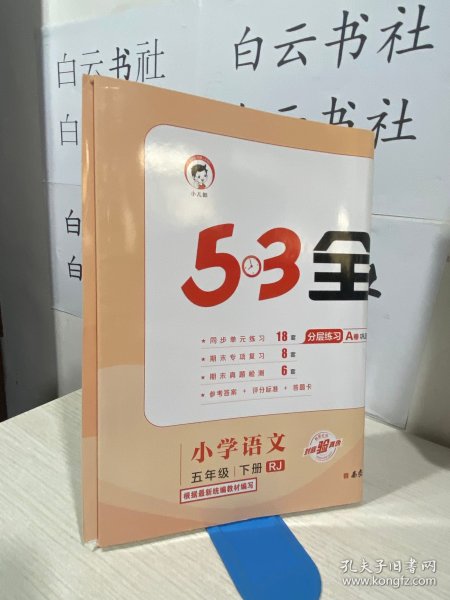 白云书社
白云书社
白云书社
白
白
白
小儿郎
5·3全
★ 同步单元练习 18套
分层练习 A卷
★ 期末专项复习 8套
★ 期末真题检测 6套
★ 参考答案 + 评分标准 + 答题卡
小学语文
五年级 下册 RJ
根据最新统编教材编写
孔夫子旧书网
www.kongfz.com